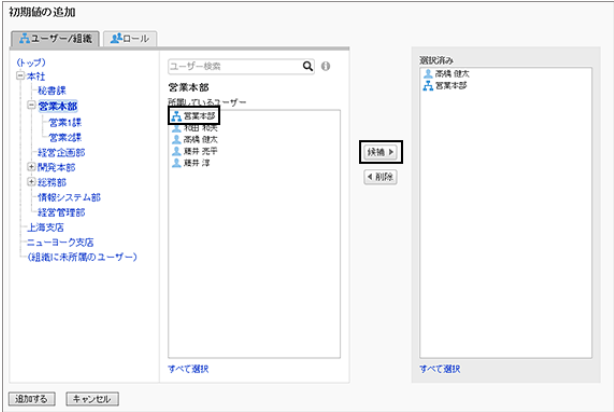 初期値の追加
ユーザー/組織
ロール
(トップ)
本社
秘書課
営業本部
営業1課
営業2課
経営企画部
開発本部
総務部
情報システム部
経営管理部
上海支店
ニューヨーク支店
(組織に未所属のユーザー)
ユーザー検索
営業本部
所属しているユーザー
営業本部
和田 和夫
高橋 健太
藤井 亮平
藤井 淳
すべて選択
候補
削除
選択済み
高橋 健太
営業本部
すべて選択
追加する
キャンセル